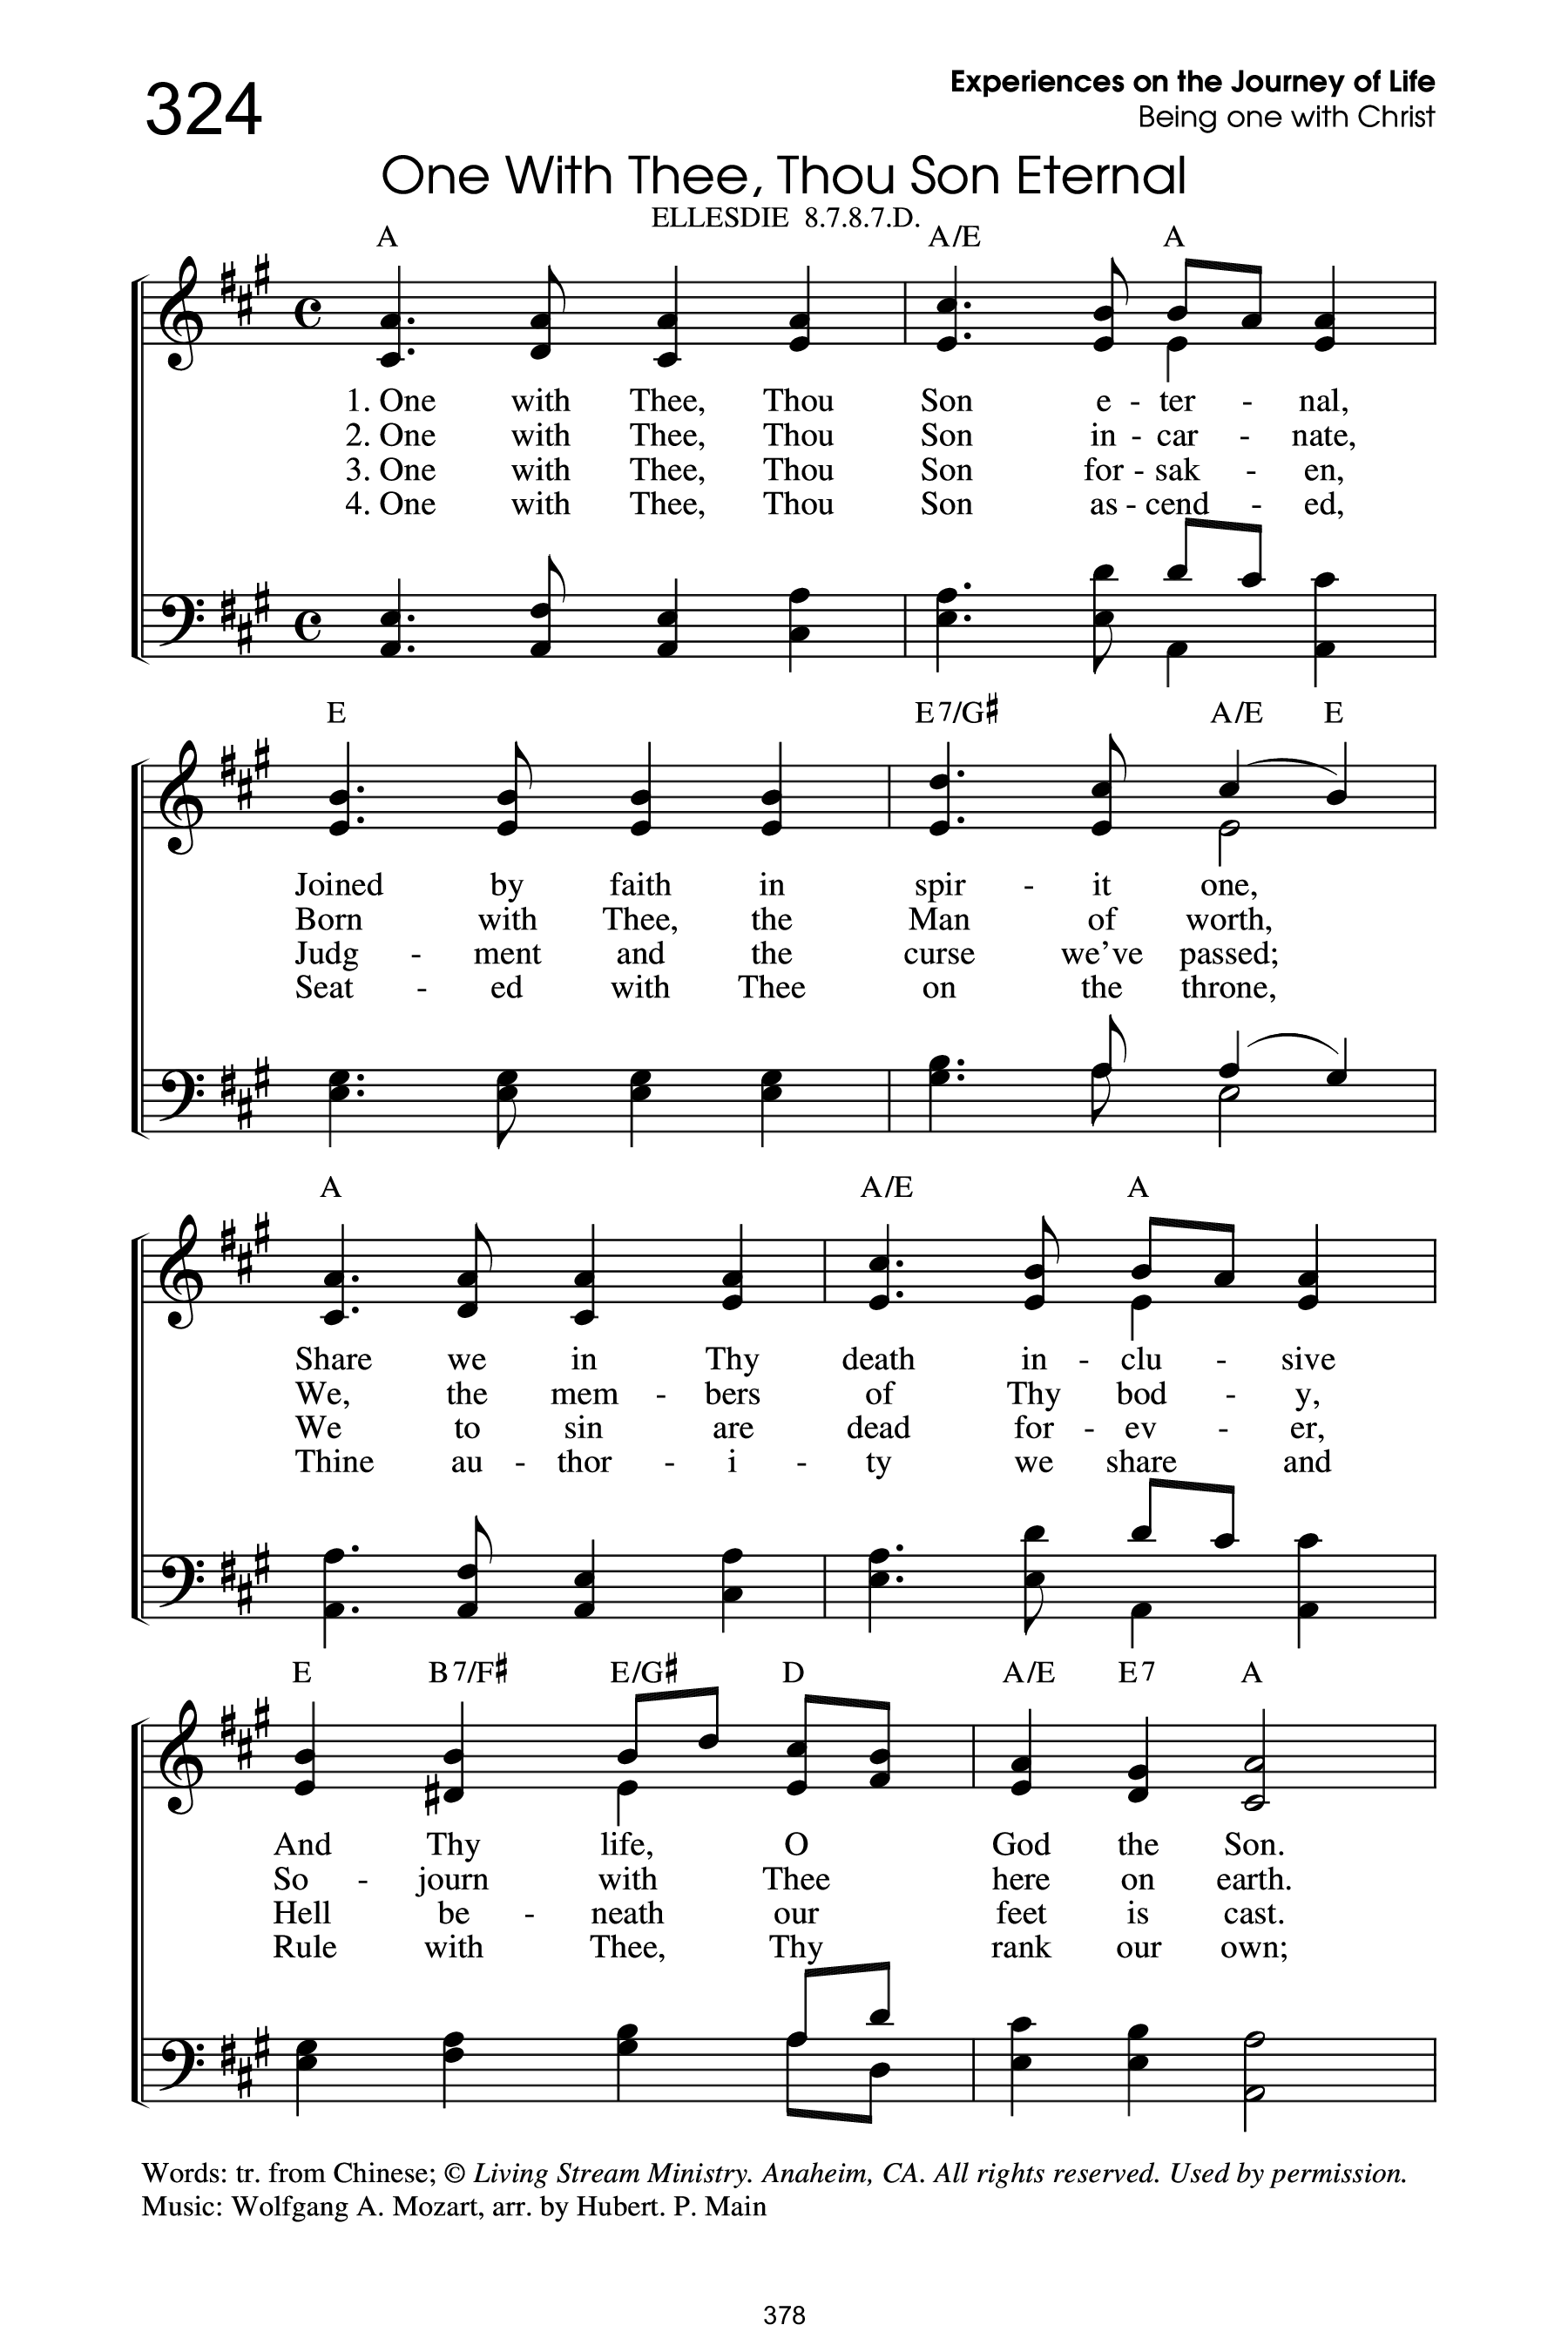 324
Experiences on the Journey of Life
Being one with Christ
One With Thee, Thou Son Eternal
ELLESDIE 8.7.8.7.D.
A A/E A
1. One with Thee, Thou Son e - ter - nal,
2. One with Thee, Thou Son in - car - nate,
3. One with Thee, Thou Son for - sak - en,
4. One with Thee, Thou Son as - cend - ed,
E E7/G♯ A/E E
Joined by faith in spir - it one,
Born with Thee, the Man of worth,
Judg - ment and the curse we've passed;
Seat - ed with Thee on the throne,
A A/E A
Share we in Thy death in - clu - sive
We, the mem - bers of Thy bod - y,
We to sin are dead for - ev - er,
Thine au - thor - i - ty we share and
E B7/F♯ E/G♯ D A/E E7 A
And Thy life, O God the Son.
So - journ with Thee here on earth.
Hell be - neath our feet is cast.
Rule with Thee, Thy rank our own;
Words: tr. from Chinese; © Living Stream Ministry. Anaheim, CA. All rights reserved. Used by permission.
Music: Wolfgang A. Mozart, arr. by Hubert. P. Main
378